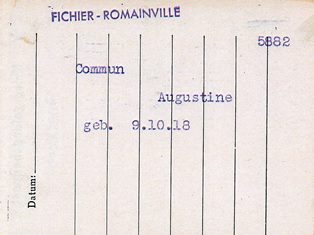 FICHIER - ROMAINVILLE
5882
Commun
Augustine
geb. 9.10.18
Datum: